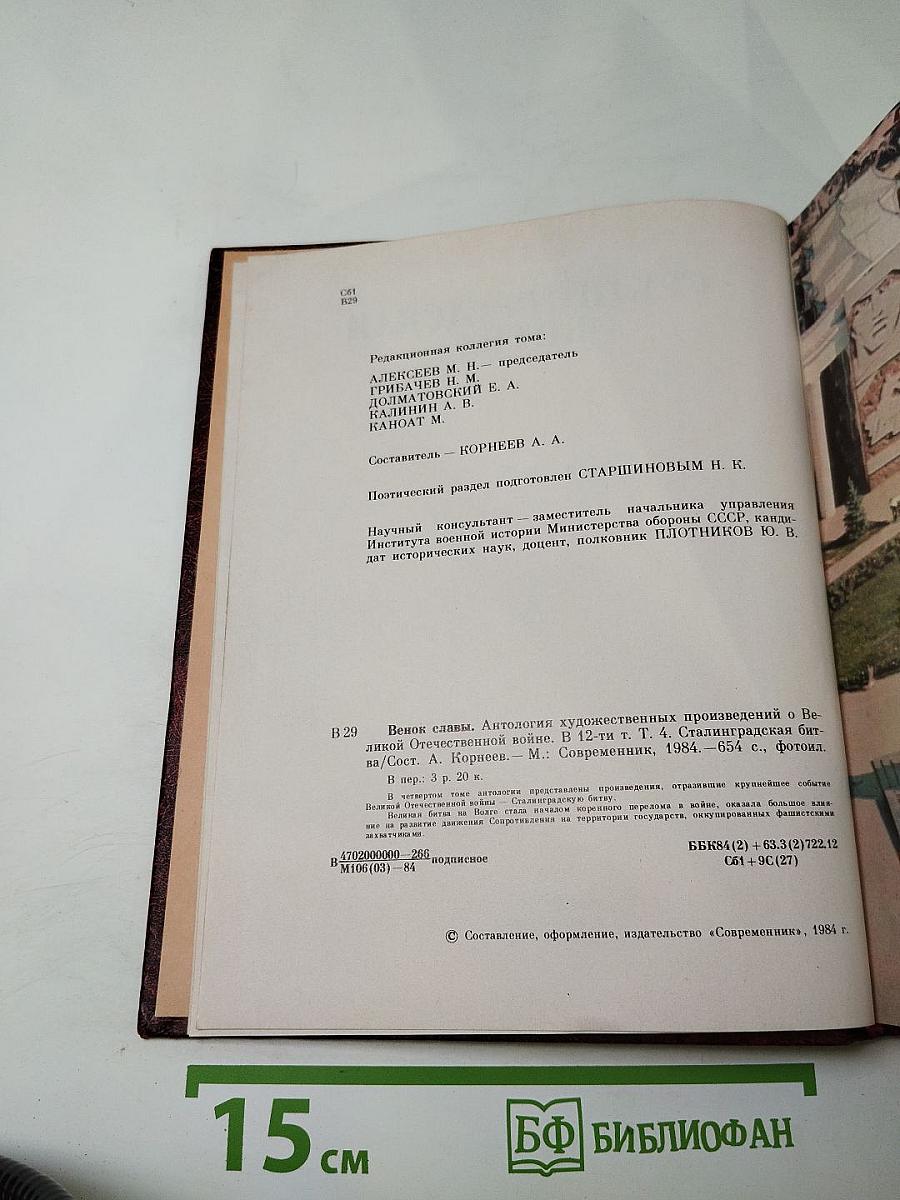 Сб1
В29
Редакционная коллегия тома:
АЛЕКСЕЕВ М. Н.— председатель
ГРИБАЧЕВ Н. М.
ДОЛМАТОВСКИЙ Е. А.
КАЛИНИН А. В.
КАНОАТ М.
Составитель — КОРНЕЕВ А. А.
Поэтический раздел подготовлен СТАРШИНОВЫМ Н. К.
Научный консультант — заместитель начальника управления
Института военной истории Министерства обороны СССР, канди-
дат исторических наук, доцент, полковник ПЛОТНИКОВ Ю. В.
В 29 Венок славы. Антология художественных произведений о Ве-
ликой Отечественной войне. В 12-ти т. Т. 4. Сталинградская бит-
ва/Сост. А. Корнеев.— М.: Современник, 1984.—654 с., фотоил.
В пер.: 3 р. 20 к.
В четвертом томе антологии представлены произведения, отразившие крупнейшее событие
Великой Отечественной войны — Сталинградскую битву.
Великая битва на Волге стала началом коренного перелома в войне, оказала большое влия-
ние на развитие движения Сопротивления на территории государств, оккупированных фашистскими
захватчиками.
В 4702000000—266 подписное
М106(03)—84
ББК84(2)+63.3(2)722.12
Сб1+9С(27)
© Составление, оформление, издательство «Современник», 1984 г.
15 см
БФ БИБЛИОФАН